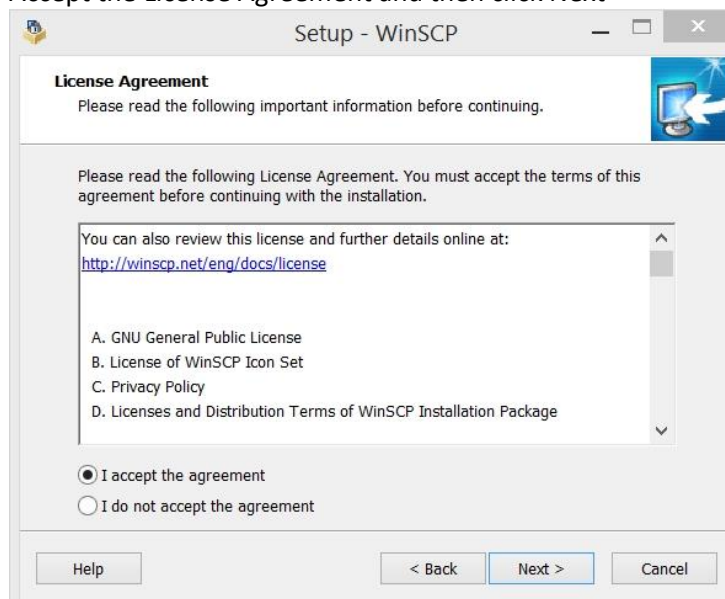 Accept the License Agreement and then click Next
Setup - WinSCP
License Agreement
Please read the following important information before continuing.
Please read the following License Agreement. You must accept the terms of this
agreement before continuing with the installation.
You can also review this license and further details online at:
http://winscp.net/eng/docs/license
A. GNU General Public License
B. License of WinSCP Icon Set
C. Privacy Policy
D. Licenses and Distribution Terms of WinSCP Installation Package
I accept the agreement
I do not accept the agreement
Help
< Back
Next >
Cancel